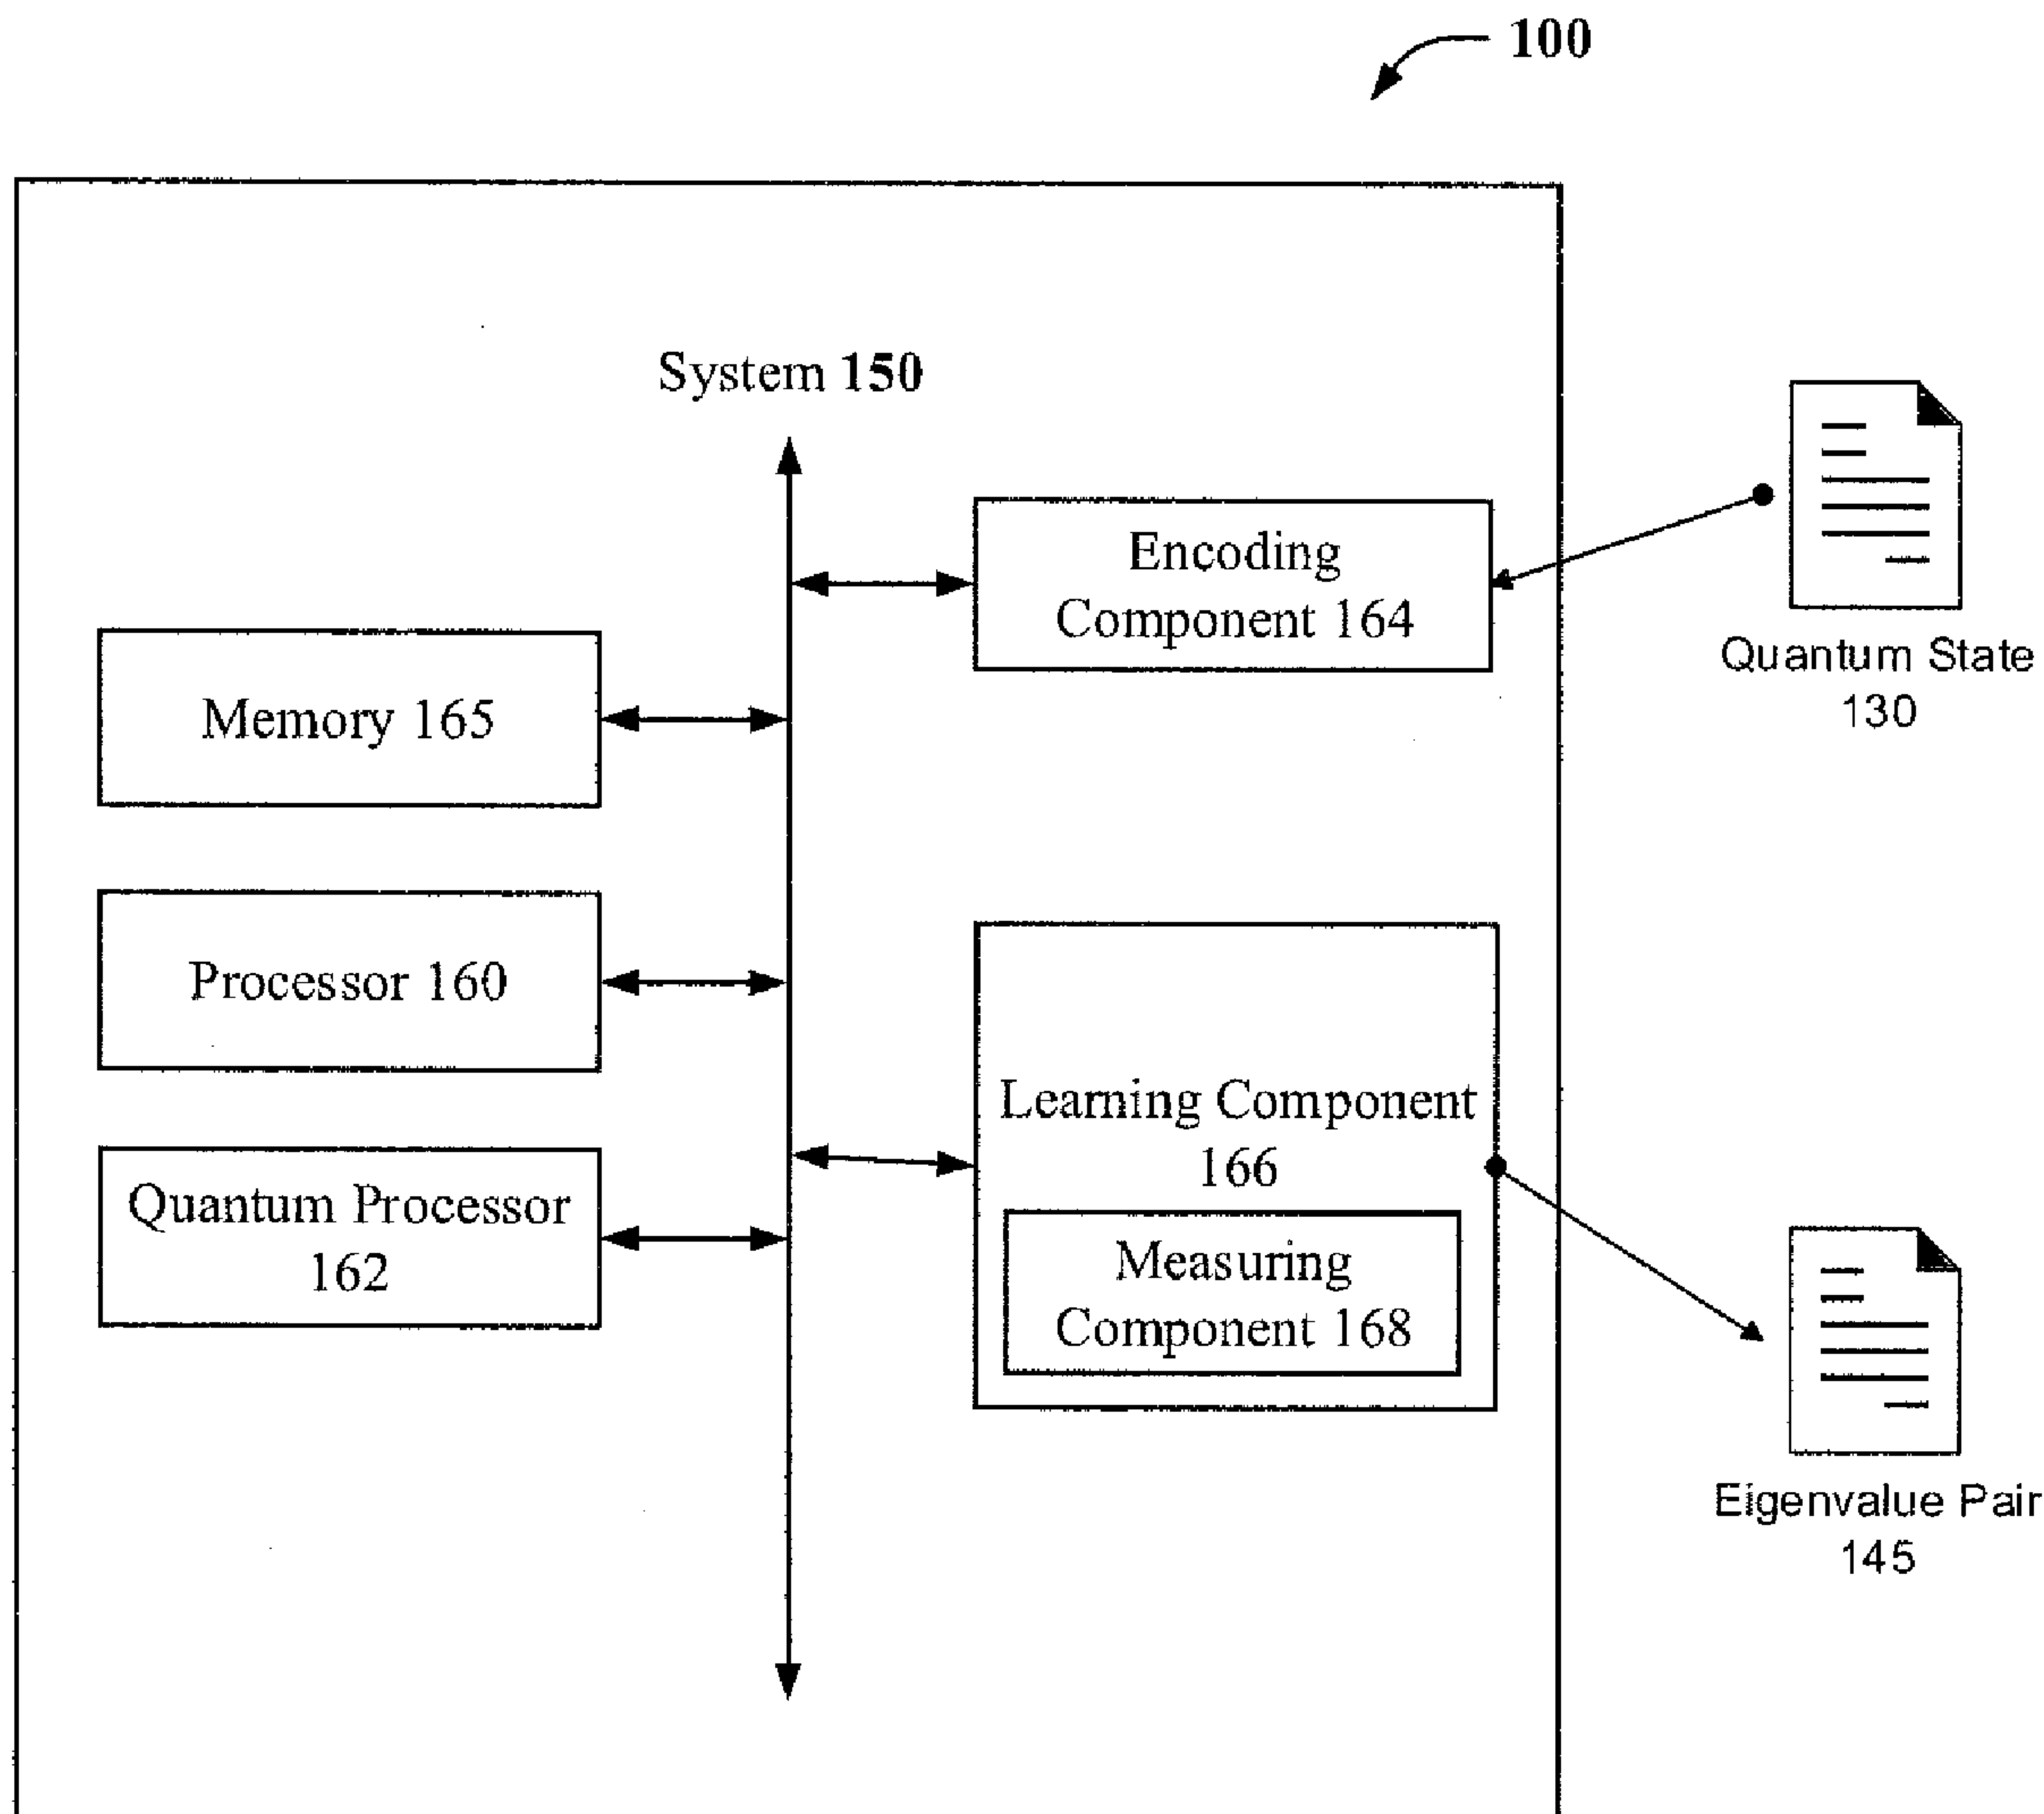 100
System 150
Encoding
Component 164
Quantum State
130
Memory 165
Processor 160
Learning Component
166
Quantum Processor
162
Measuring
Component 168
Eigenvalue Pair
145